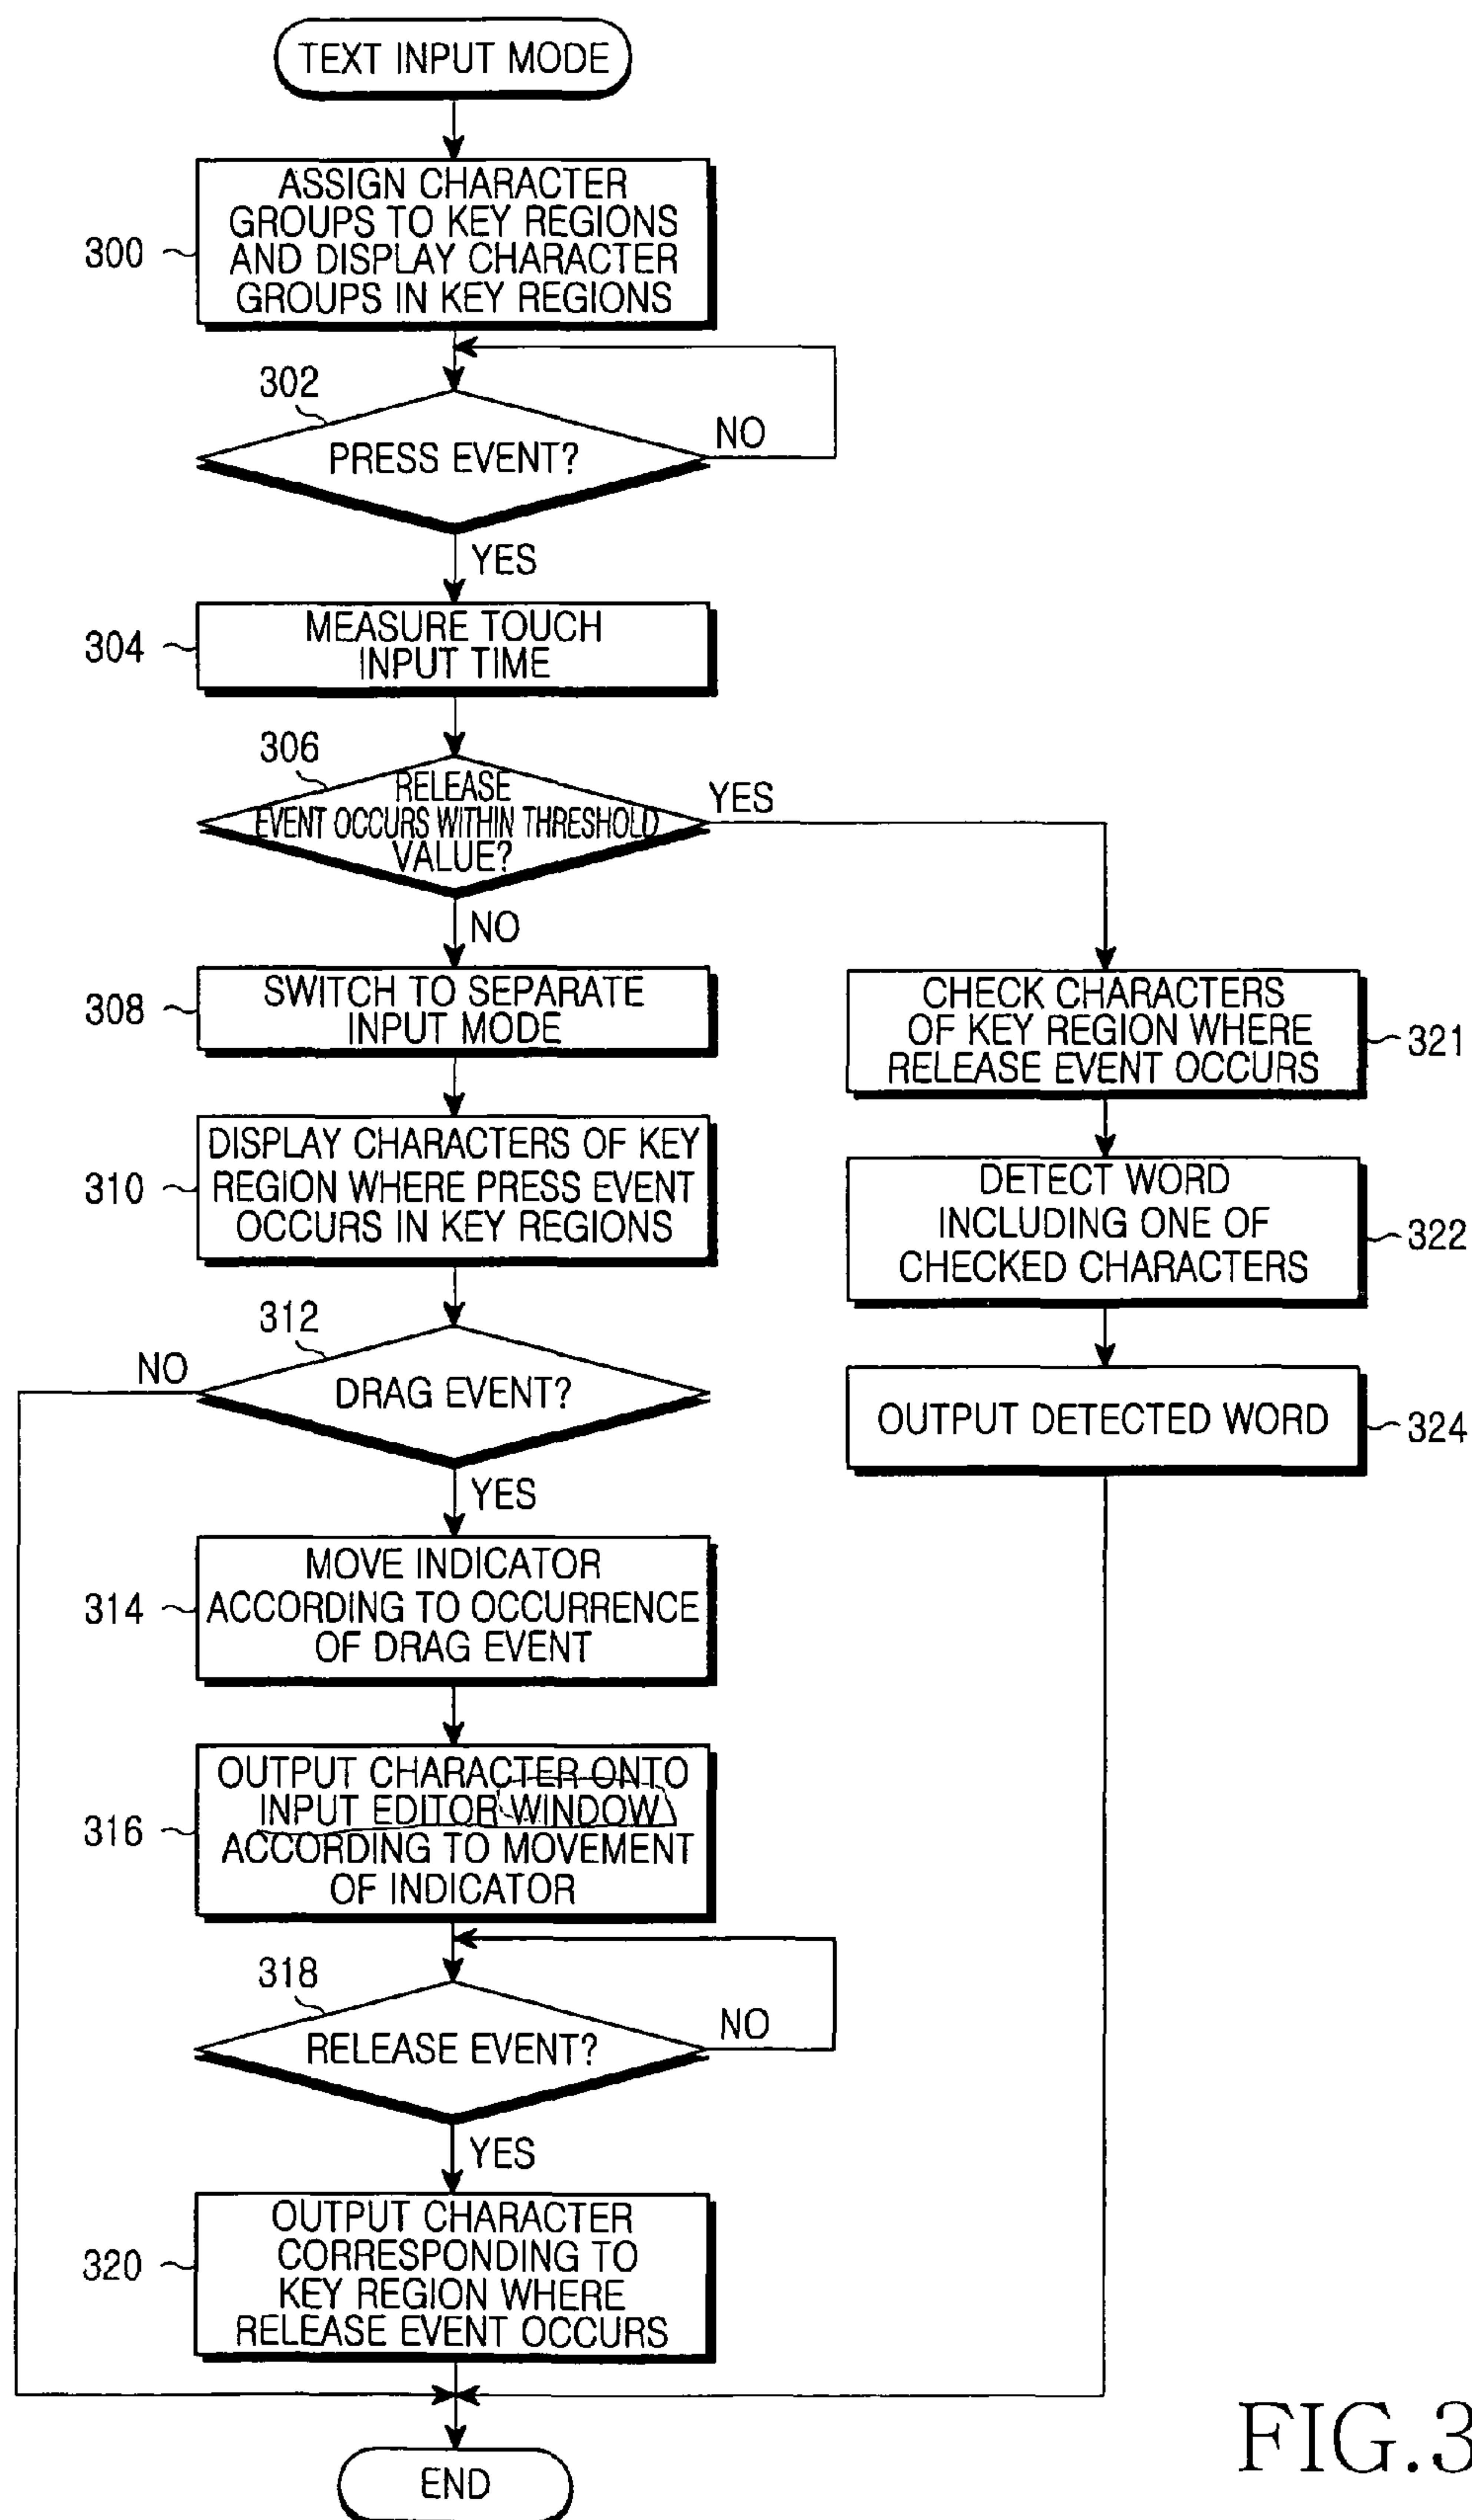 TEXT INPUT MODE
300
ASSIGN CHARACTER
GROUPS TO KEY REGIONS
AND DISPLAY CHARACTER
GROUPS IN KEY REGIONS
302
PRESS EVENT?
NO
YES
304
MEASURE TOUCH
INPUT TIME
306
RELEASE
EVENT OCCURS WITHIN THRESHOLD
VALUE?
YES
NO
308
SWITCH TO SEPARATE
INPUT MODE
310
DISPLAY CHARACTERS OF KEY
REGION WHERE PRESS EVENT
OCCURS IN KEY REGIONS
312
NO
DRAG EVENT?
YES
314
MOVE INDICATOR
ACCORDING TO OCCURRENCE
OF DRAG EVENT
316
OUTPUT CHARACTER ONTO
INPUT EDITOR WINDOW
ACCORDING TO MOVEMENT
OF INDICATOR
318
RELEASE EVENT?
NO
YES
320
OUTPUT CHARACTER
CORRESPONDING TO
KEY REGION WHERE
RELEASE EVENT OCCURS
CHECK CHARACTERS
OF KEY REGION WHERE
RELEASE EVENT OCCURS
321
DETECT WORD
INCLUDING ONE OF
CHECKED CHARACTERS
322
OUTPUT DETECTED WORD
324
END
FIG.3